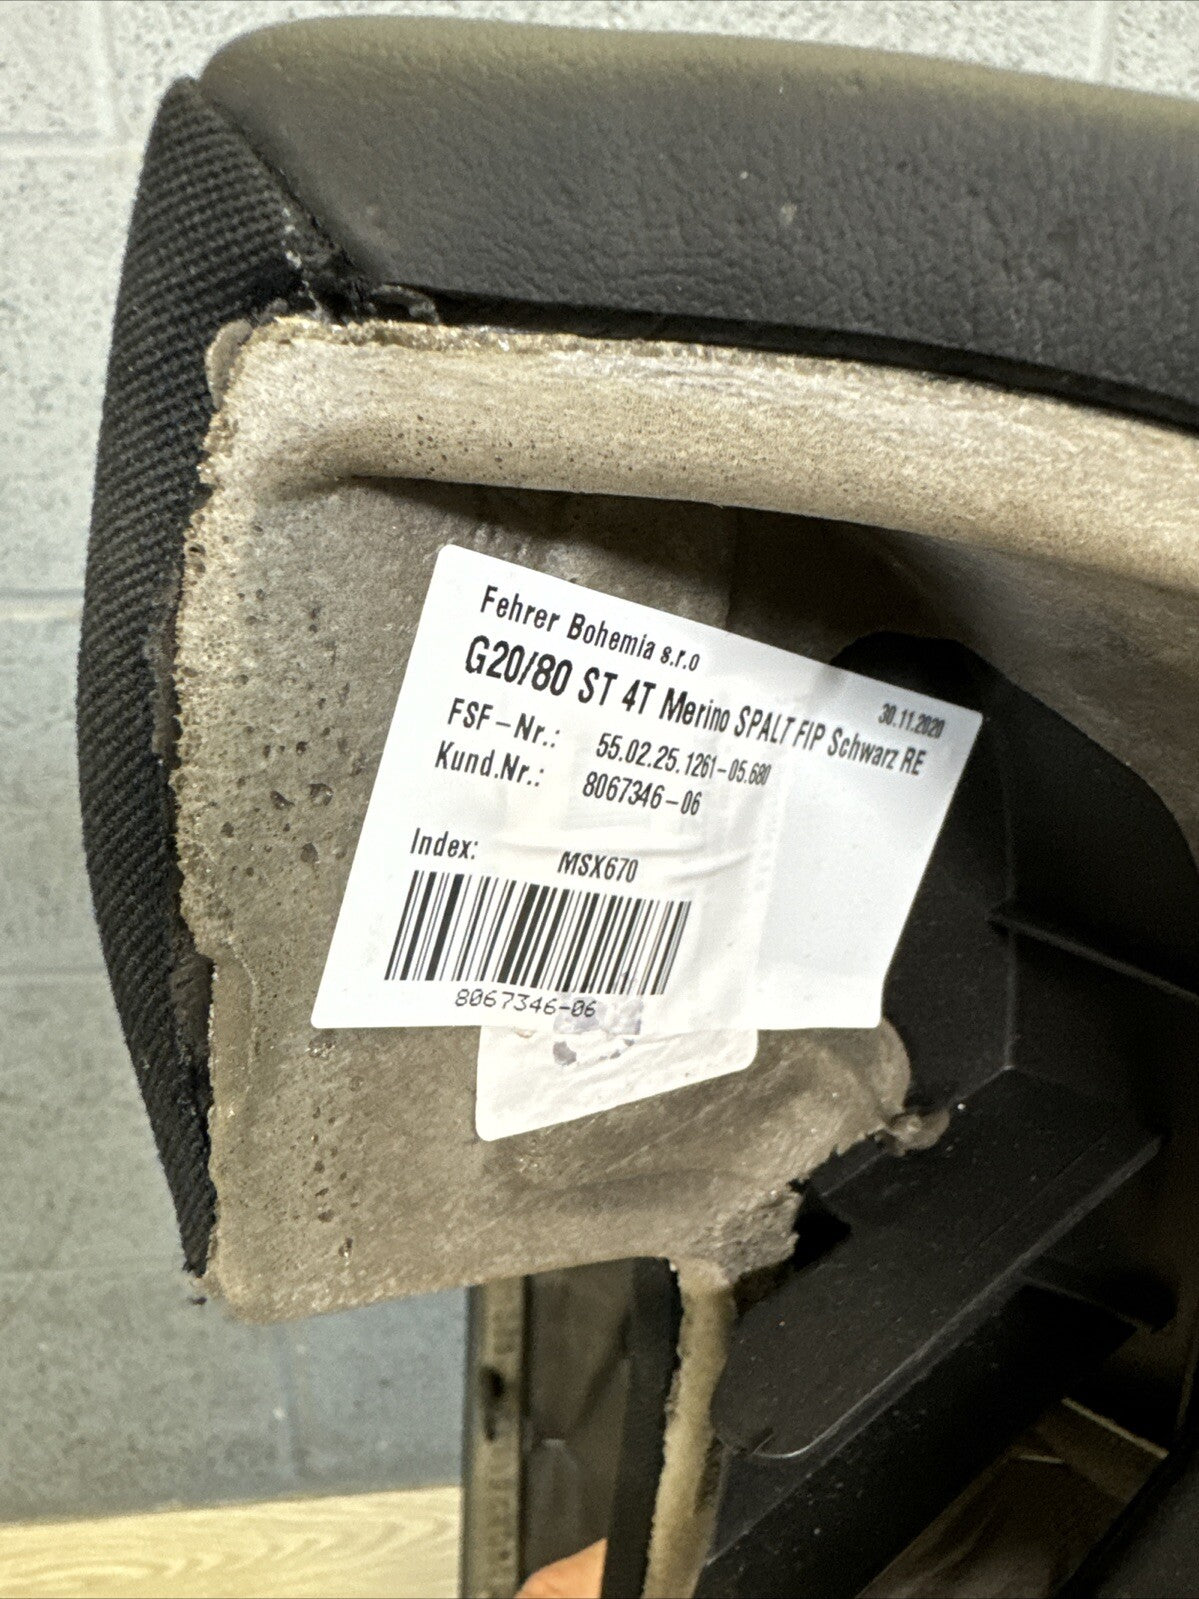 Fehrer Bohemia s.r.o
30.11.2020
G20/80 ST 4T Merino SPALT FIP Schwarz RE
FSF-Nr.: 55.02.25.1261-05.680
Kund.Nr.: 8067346-06
Index: MSX670
8067346-06